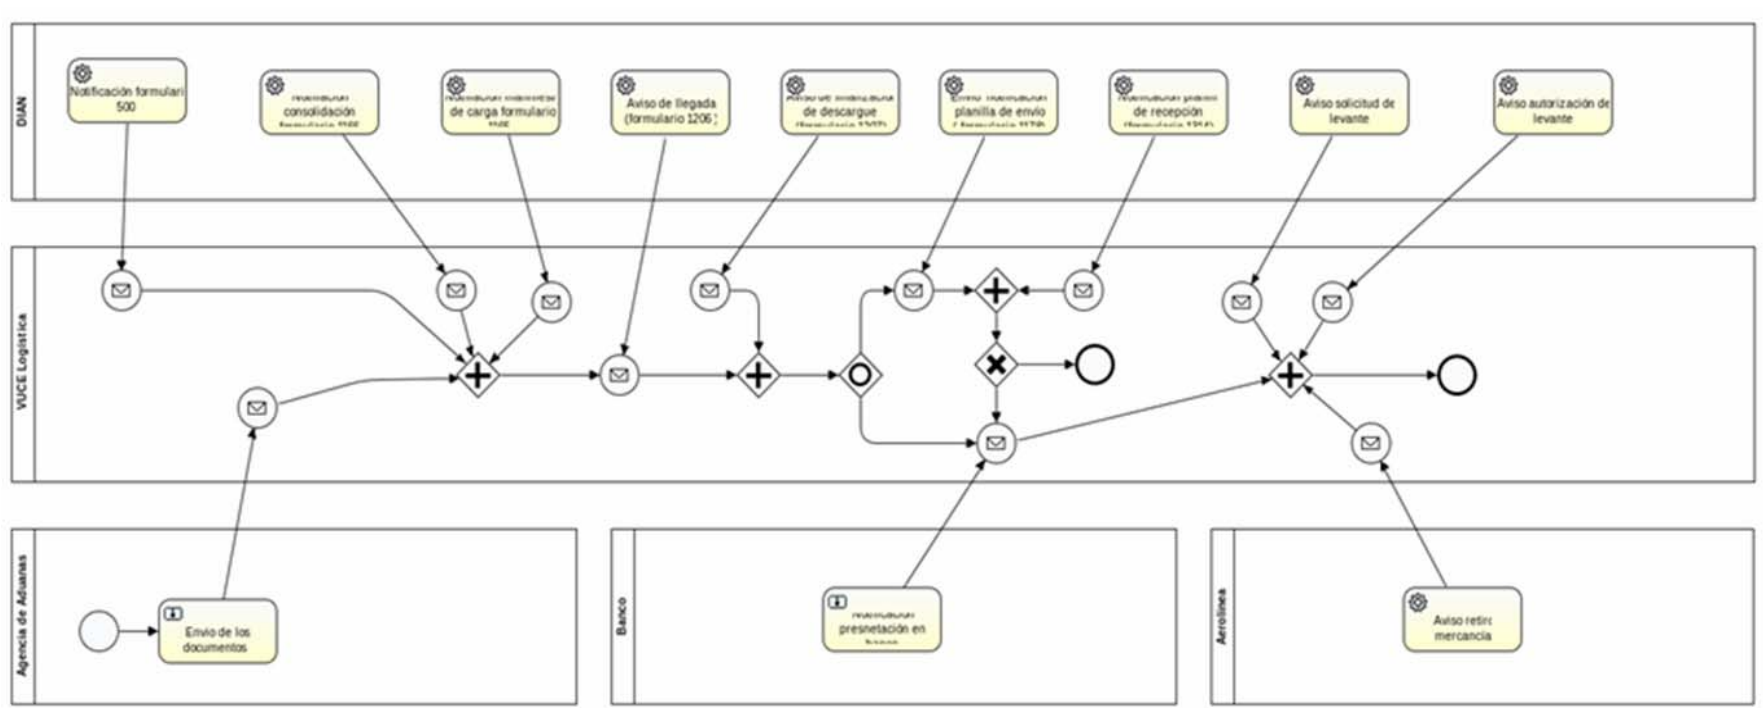 DIAN
Notificación formulari
500
consolidación
de carga formulario
Aviso de llegada
(formulario 1206
de descargue
planilla de envío
de recepción
Aviso solicitud de
levante
Aviso autorización de
levante
VUCE Logística
Agencia de Aduanas
Envio de los
documentos
Banco
presnetación en
Aerolínea
Aviso retiro
mercancía